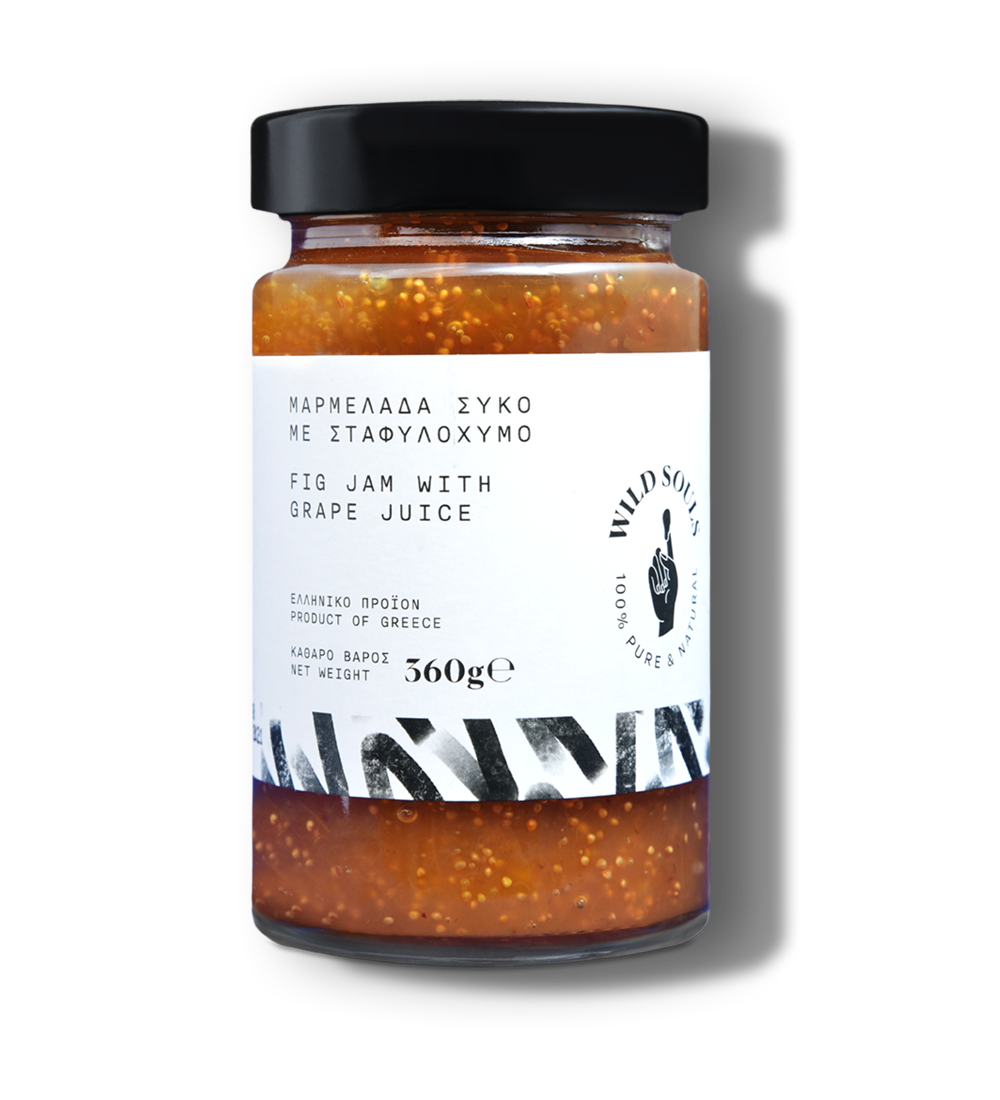 ΜΑΡΜΕΛΑΔΑ ΣΥΚΟ
ΜΕ ΣΤΑΦΥΛΟΧΥΜΟ
FIG JAM WITH
GRAPE JUICE
WILD SOULS
100% PURE & NATURAL
ΕΛΛΗΝΙΚΟ ΠΡΟΪΟΝ
PRODUCT OF GREECE
ΚΑΘΑΡΟ ΒΑΡΟΣ
NET WEIGHT
360g℮